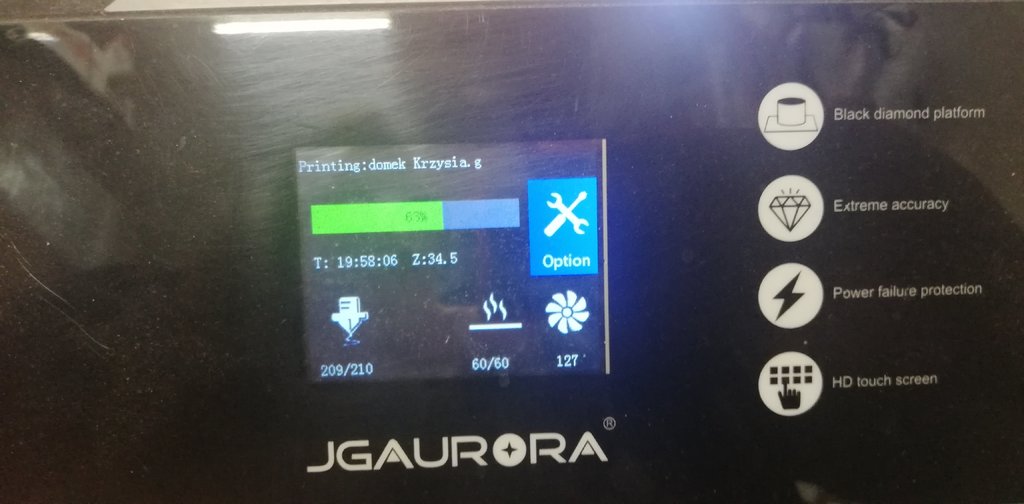 Printing:domek Krzysia.g
63%
T: 19:58:06 Z:34.5
Option
209/210
60/60
127
JGAURORA®
Black diamond platform
Extreme accuracy
Power failure protection
HD touch screen